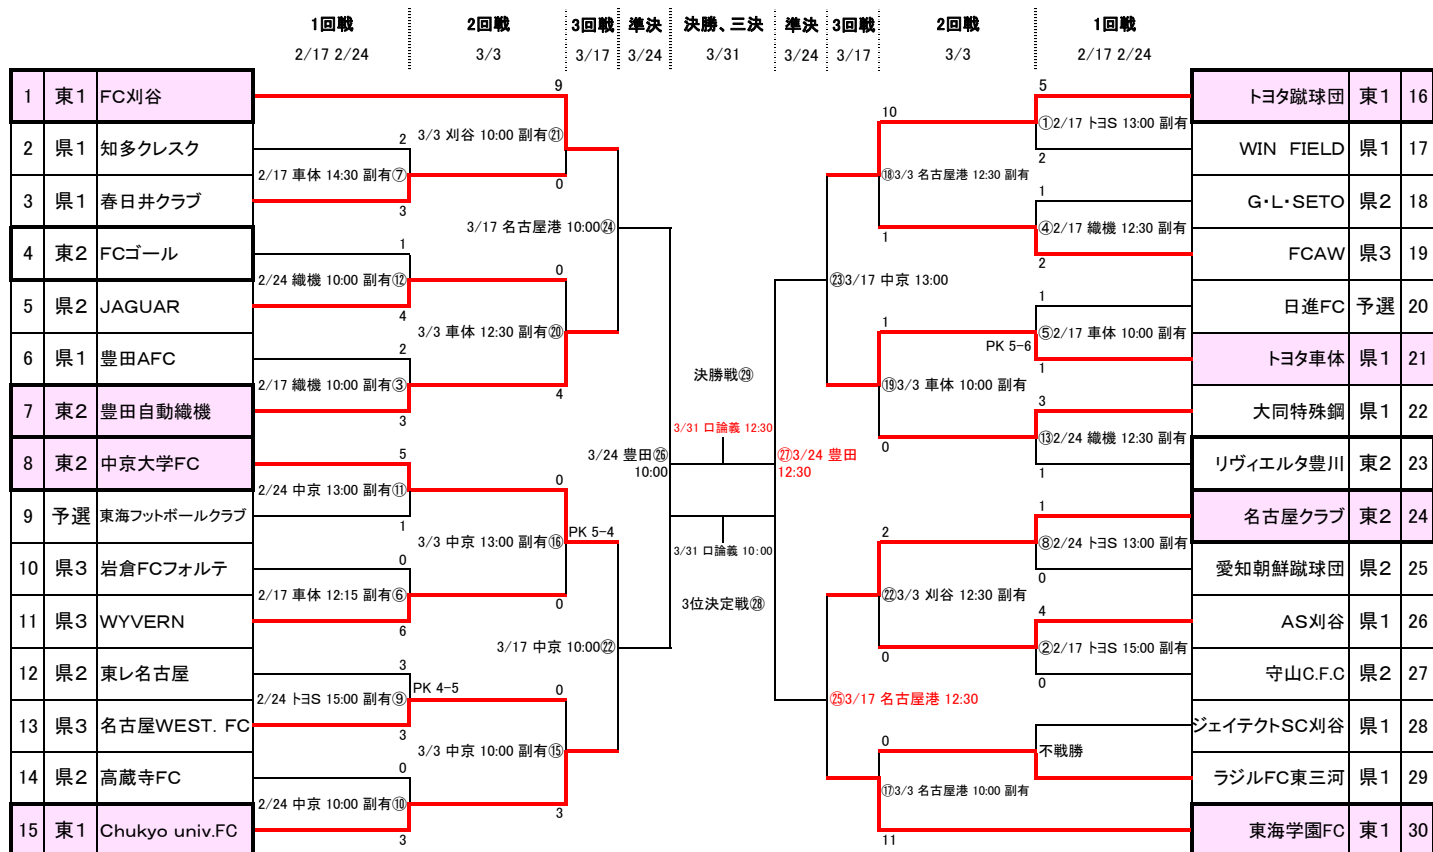 1回戦 2回戦 3回戦 準決 決勝、三決 準決 3回戦 2回戦 1回戦
2/17 2/24 3/3 3/17 3/24 3/31 3/24 3/17 3/3 2/17 2/24
1 東1 FC刈谷
2 県1 知多クレスク
3 県1 春日井クラブ
4 東2 FCゴール
5 県2 JAGUAR
6 県1 豊田AFC
7 東2 豊田自動織機
8 東2 中京大学FC
9 予選 東海フットボールクラブ
10 県3 岩倉FCフォルテ
11 県3 WYVERN
12 県2 東レ名古屋
13 県3 名古屋WEST. FC
14 県2 高蔵寺FC
15 東1 Chukyo univ.FC
2
2/17 車体 14:30 副有⑦
3
1
2/24 織機 10:00 副有⑫
4
2
2/17 織機 10:00 副有③
3
5
2/24 中京 13:00 副有⑪
1
0
2/17 車体 12:15 副有⑥
6
3
2/24 トヨS 15:00 副有⑨
PK 4-5
3
0
2/24 中京 10:00 副有⑩
3
9
3/3 刈谷 10:00 副有㉑
0
0
3/3 車体 12:30 副有⑳
4
0
3/3 中京 13:00 副有⑯
PK 5-4
0
0
3/3 中京 10:00 副有⑮
3
3/17 名古屋港 10:00㉔
3/17 中京 10:00㉒
3/24 豊田㉖
10:00
決勝戦㉙
3/31 口論義 12:30
3/31 口論義 10:00
3位決定戦㉘
㉗3/24 豊田
12:30
㉓3/17 中京 13:00
㉕3/17 名古屋港 12:30
10
⑱3/3 名古屋港 12:30 副有
1
1
PK 5-6
⑲3/3 車体 10:00 副有
0
2
㉒3/3 刈谷 12:30 副有
0
0
⑰3/3 名古屋港 10:00 副有
11
5
①2/17 トヨS 13:00 副有
2
1
④2/17 織機 12:30 副有
2
1
⑤2/17 車体 10:00 副有
1
3
⑬2/24 織機 12:30 副有
1
1
⑧2/24 トヨS 13:00 副有
0
4
②2/17 トヨS 15:00 副有
0
不戦勝
トヨタ蹴球団 東1 16
WIN FIELD 県1 17
G・L・SETO 県2 18
FCAW 県3 19
日進FC 予選 20
トヨタ車体 県1 21
大同特殊鋼 県1 22
リヴィエルタ豊川 東2 23
名古屋クラブ 東2 24
愛知朝鮮蹴球団 県2 25
AS刈谷 県1 26
守山C.F.C 県2 27
ジェイテクトSC刈谷 県1 28
ラジルFC東三河 県1 29
東海学園FC 東1 30